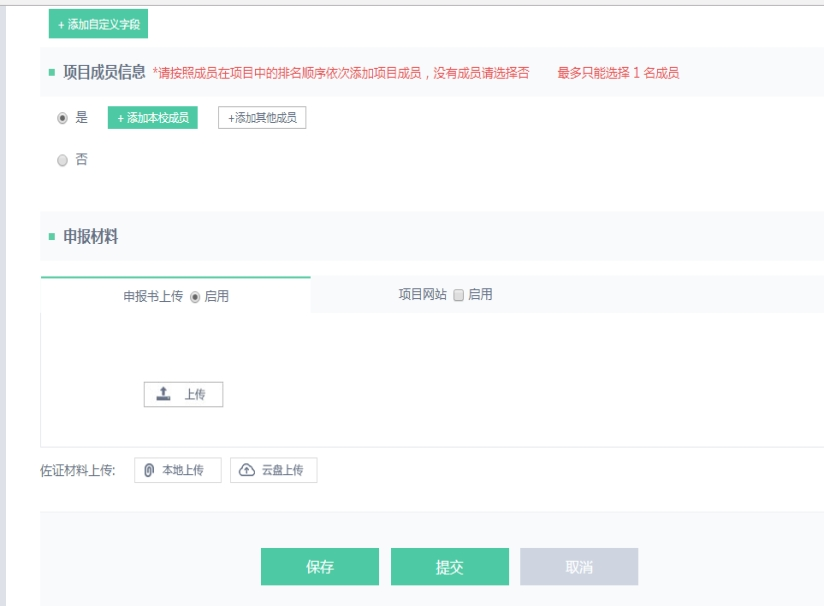 + 添加自定义字段
项目成员信息 *请按照成员在项目中的排名顺序依次添加项目成员，没有成员请选择否 最多只能选择 1 名成员
是 + 添加本校成员 +添加其他成员
否
申报材料
申报书上传 启用 项目网站 启用
上传
佐证材料上传: 本地上传 云盘上传
保存 提交 取消